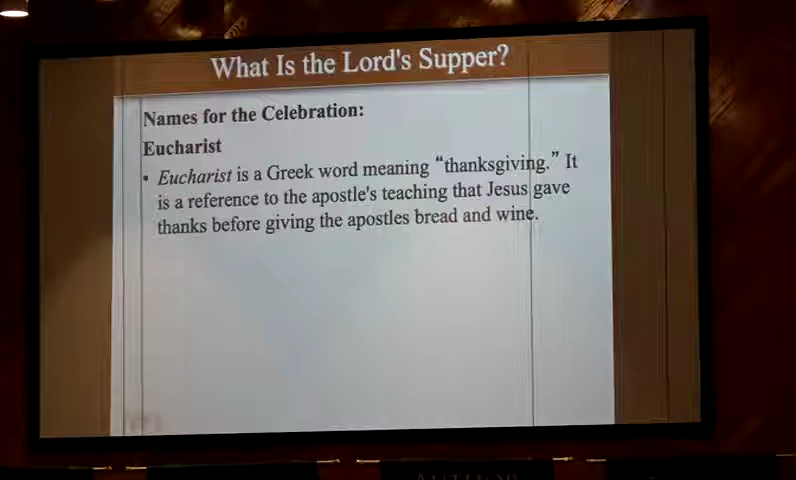 What Is the Lord's Supper?
Names for the Celebration:
Eucharist
• Eucharist is a Greek word meaning “thanksgiving.” It
is a reference to the apostle's teaching that Jesus gave
thanks before giving the apostles bread and wine.
AUTHOR